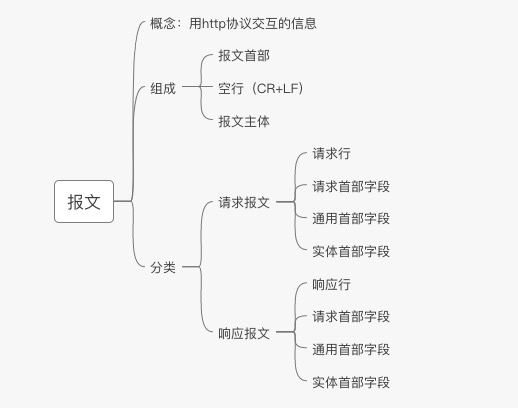 概念：用http协议交互的信息
报文首部
组成
空行（CR+LF）
报文主体
请求行
请求首部字段
报文
请求报文
通用首部字段
实体首部字段
分类
响应行
请求首部字段
响应报文
通用首部字段
实体首部字段